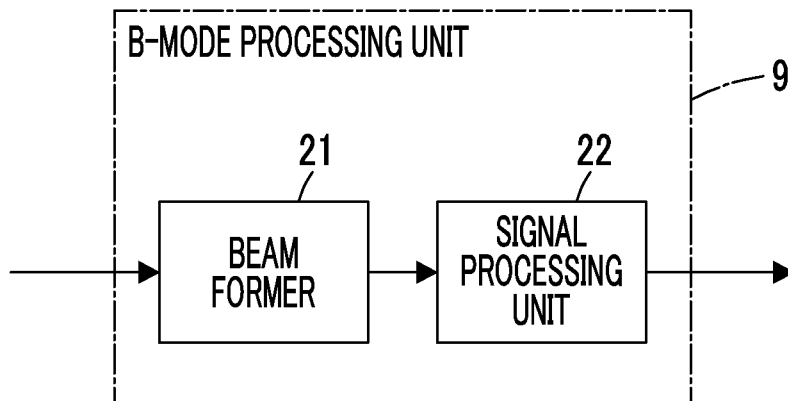 B-MODE PROCESSING UNIT
9
21
22
BEAM
FORMER
SIGNAL
PROCESSING
UNIT